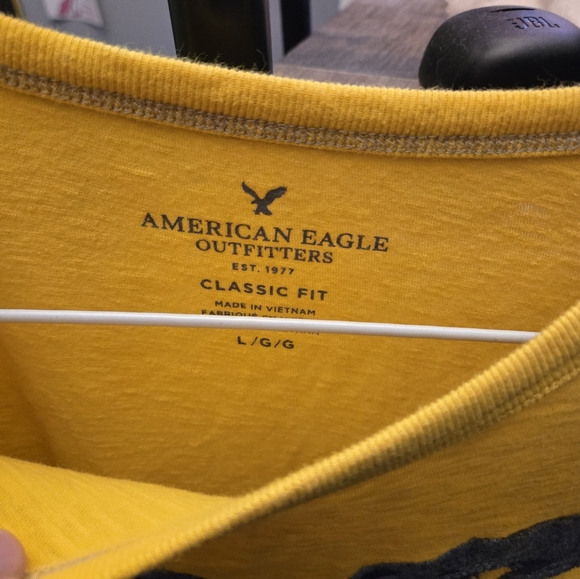 JBL
AMERICAN EAGLE
OUTFITTERS
EST. 1977
CLASSIC FIT
MADE IN VIETNAM
L/G/G